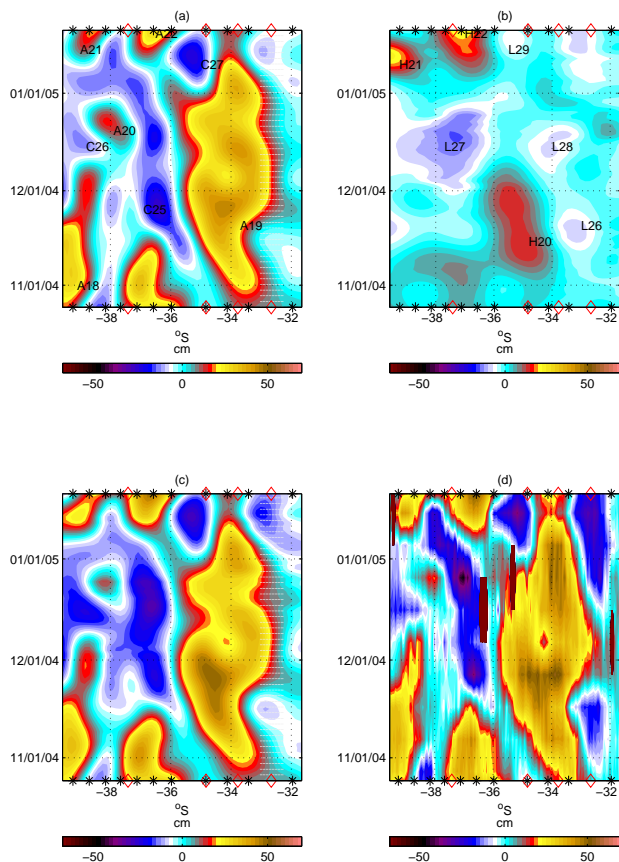 (a)
(b)
A21
A22
C27
H21
H22
L29
01/01/05
01/01/05
A20
C26
L27
L28
12/01/04
12/01/04
C25
A19
H20
L26
A18
11/01/04
11/01/04
−38 −36 −34 −32
−38 −36 −34 −32
°S
°S
cm
cm
−50 0 50
−50 0 50
(c)
(d)
01/01/05
01/01/05
12/01/04
12/01/04
11/01/04
11/01/04
−38 −36 −34 −32
−38 −36 −34 −32
°S
°S
cm
cm
−50 0 50
−50 0 50